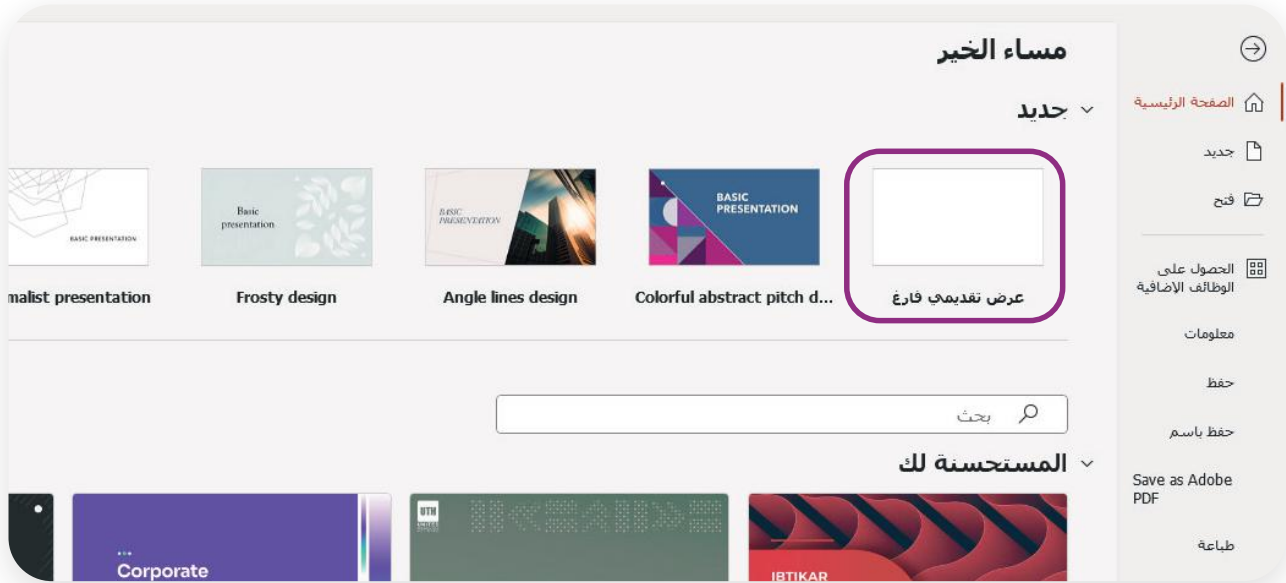 مساء الخير
الصفحة الرئيسية
جديد
فتح
الحصول على
الوظائف الإضافية
معلومات
حفظ
حفظ باسم
Save as Adobe
PDF
طباعة
جديد
عرض تقديمي فارغ
BASIC
PRESENTATION
Colorful abstract pitch d...
BASIC
PRESENTATION
Angle lines design
Basic
presentation
Frosty design
BASIC PRESENTATION
malist presentation
بحث
المستحسنة لك
IBTIKAR
UTH
Corporate